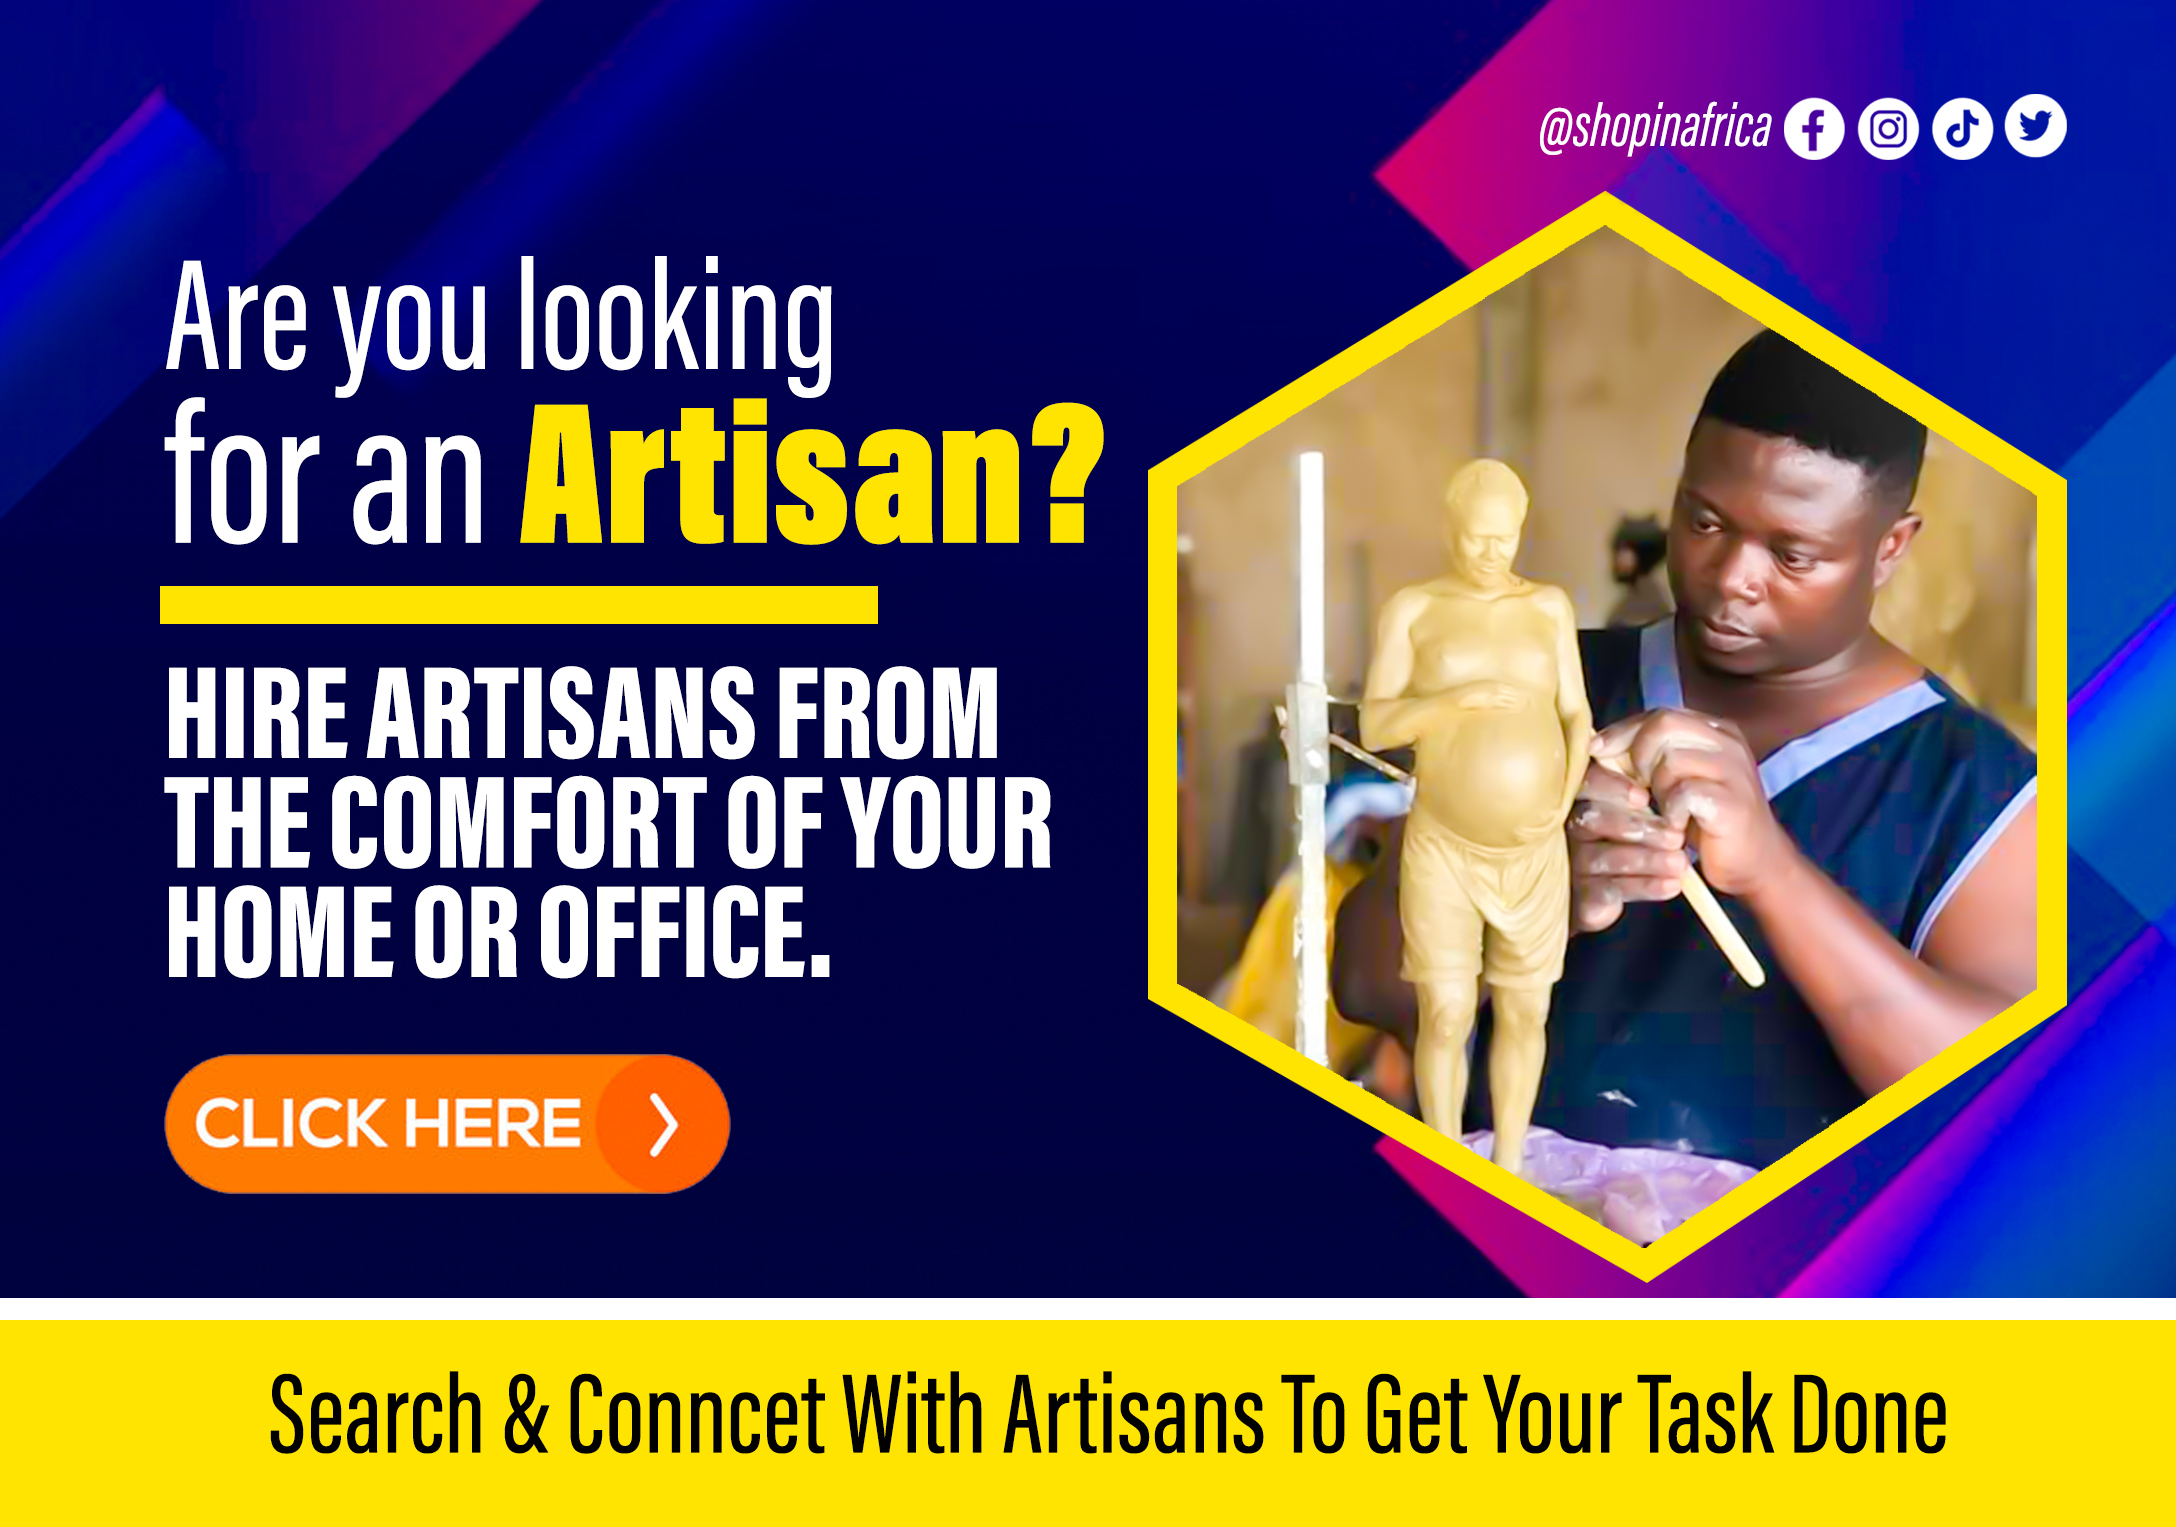 @shopinafrica
Are you looking
for an Artisan?
HIRE ARTISANS FROM
THE COMFORT OF YOUR
HOME OR OFFICE.
CLICK HERE
Search & Conncet With Artisans To Get Your Task Done